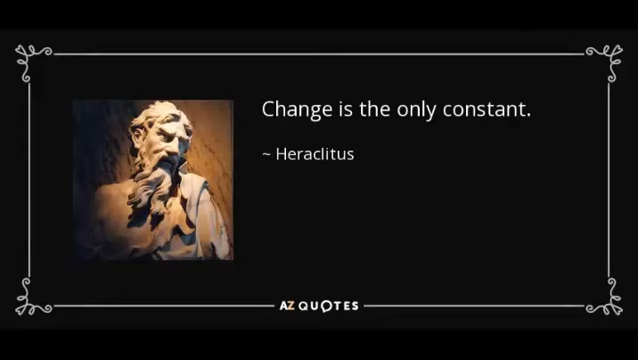 Change is the only constant.
~ Heraclitus
AZ QUOTES